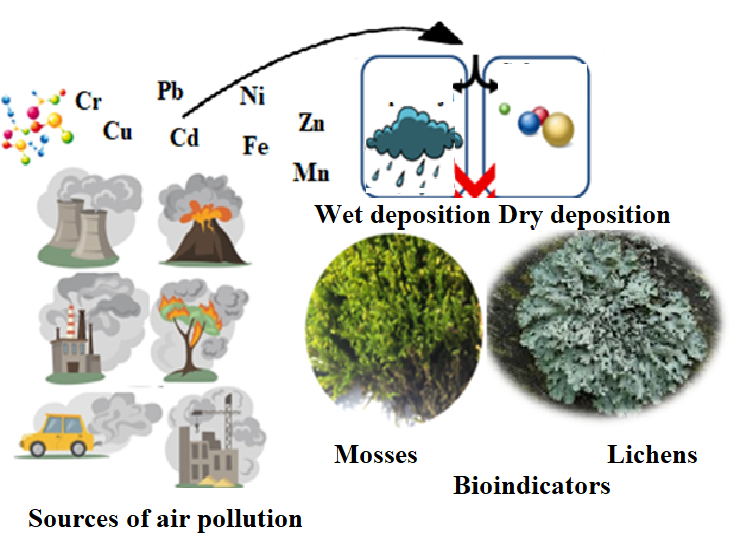 Cr
Pb
Ni
Cu
Cd
Fe
Zn
Mn
Wet deposition Dry deposition
Mosses
Lichens
Bioindicators
Sources of air pollution